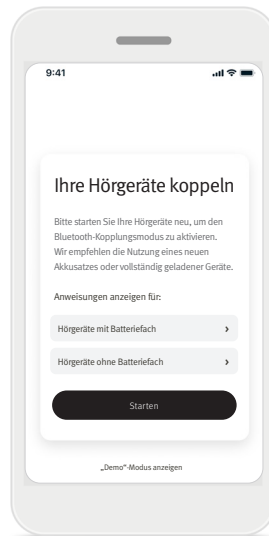 9:41
Ihre Hörgeräte koppeln
Bitte starten Sie Ihre Hörgeräte neu, um den
Bluetooth-Kopplungsmodus zu aktivieren.
Wir empfehlen die Nutzung eines neuen
Akkusatzes oder vollständig geladener Geräte.
Anweisungen anzeigen für:
Hörgeräte mit Batteriefach
Hörgeräte ohne Batteriefach
Starten
„Demo“-Modus anzeigen